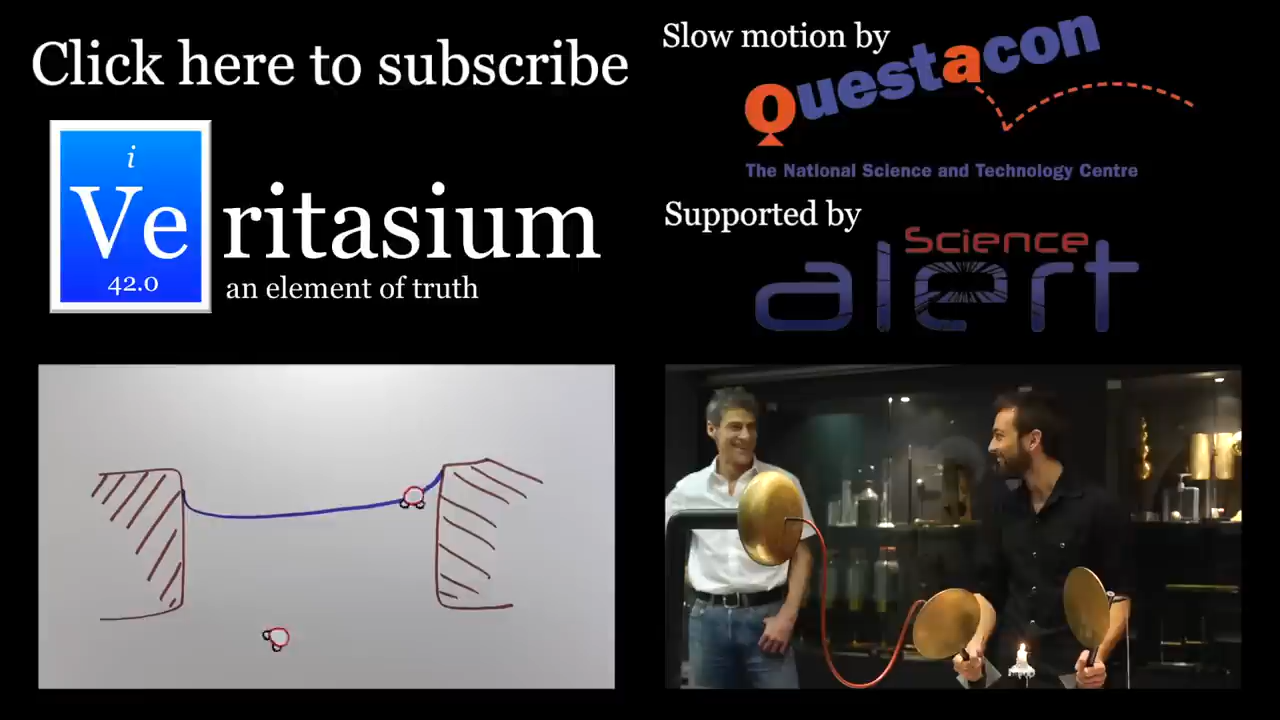 Click here to subscribe
i
Ve
ritasium
42.0
an element of truth
Slow motion by
Questacon
The National Science and Technology Centre
Supported by
Science
alert